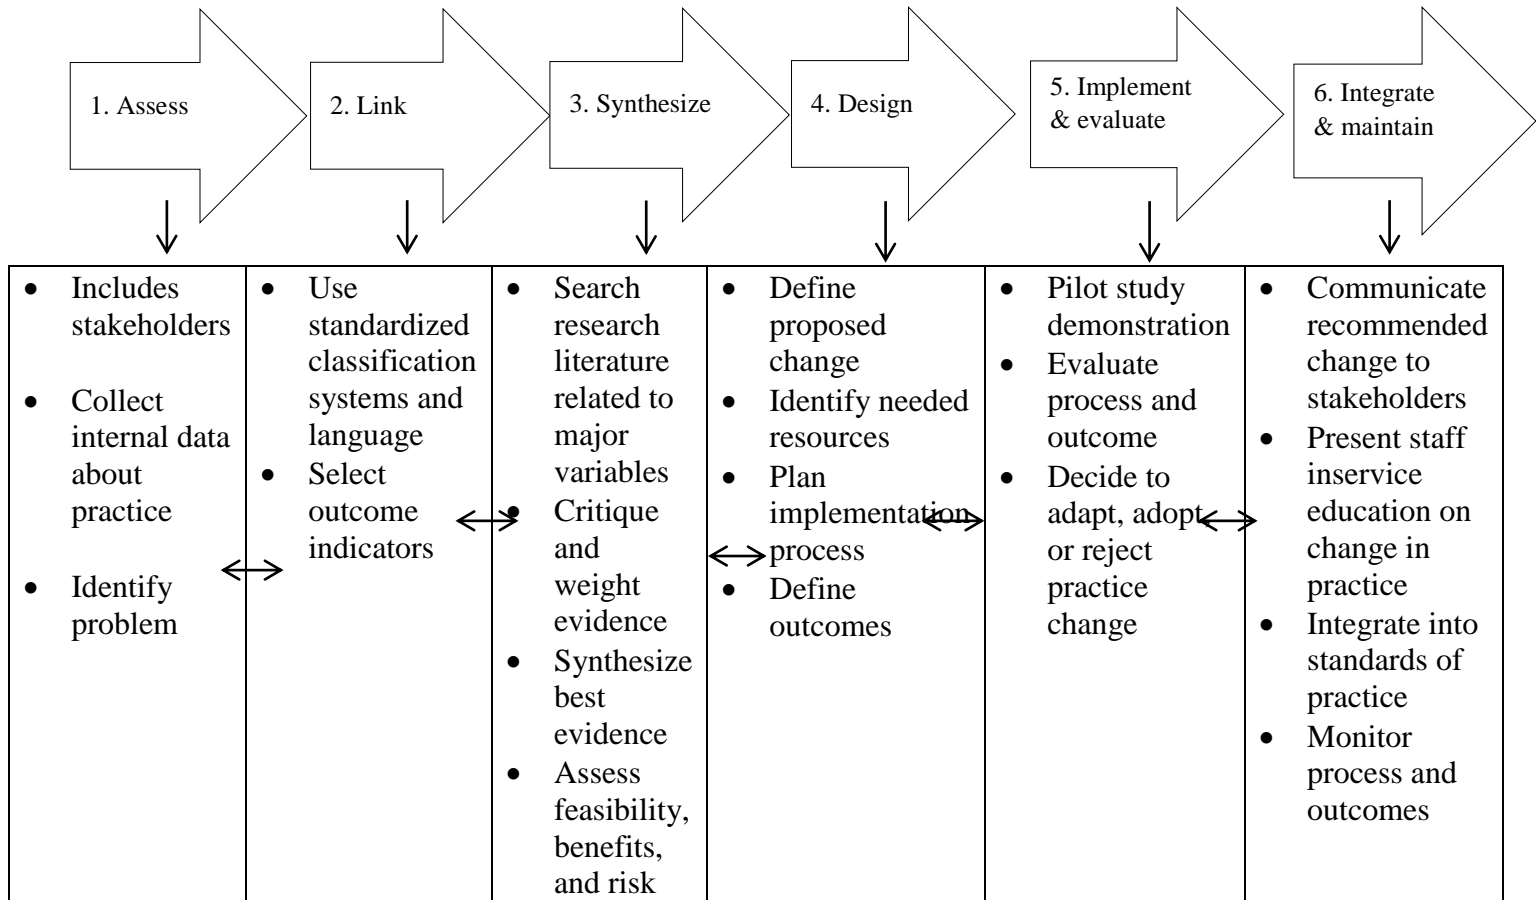 1. Assess
2. Link
3. Synthesize
4. Design
5. Implement
& evaluate
6. Integrate
& maintain
• Includes
stakeholders
• Collect
internal data
about
practice
• Identify
problem
• Use
standardized
classification
systems and
language
• Select
outcome
indicators
• Search
research
literature
related to
major
variables
• Critique
and
weight
evidence
• Synthesize
best
evidence
• Assess
feasibility,
benefits,
and risk
• Define
proposed
change
• Identify needed
resources
• Plan
implementation
process
• Define
outcomes
• Pilot study
demonstration
• Evaluate
process and
outcome
• Decide to
adapt, adopt,
or reject
practice
change
• Communicate
recommended
change to
stakeholders
• Present staff
inservice
education on
change in
practice
• Integrate into
standards of
practice
• Monitor
process and
outcomes